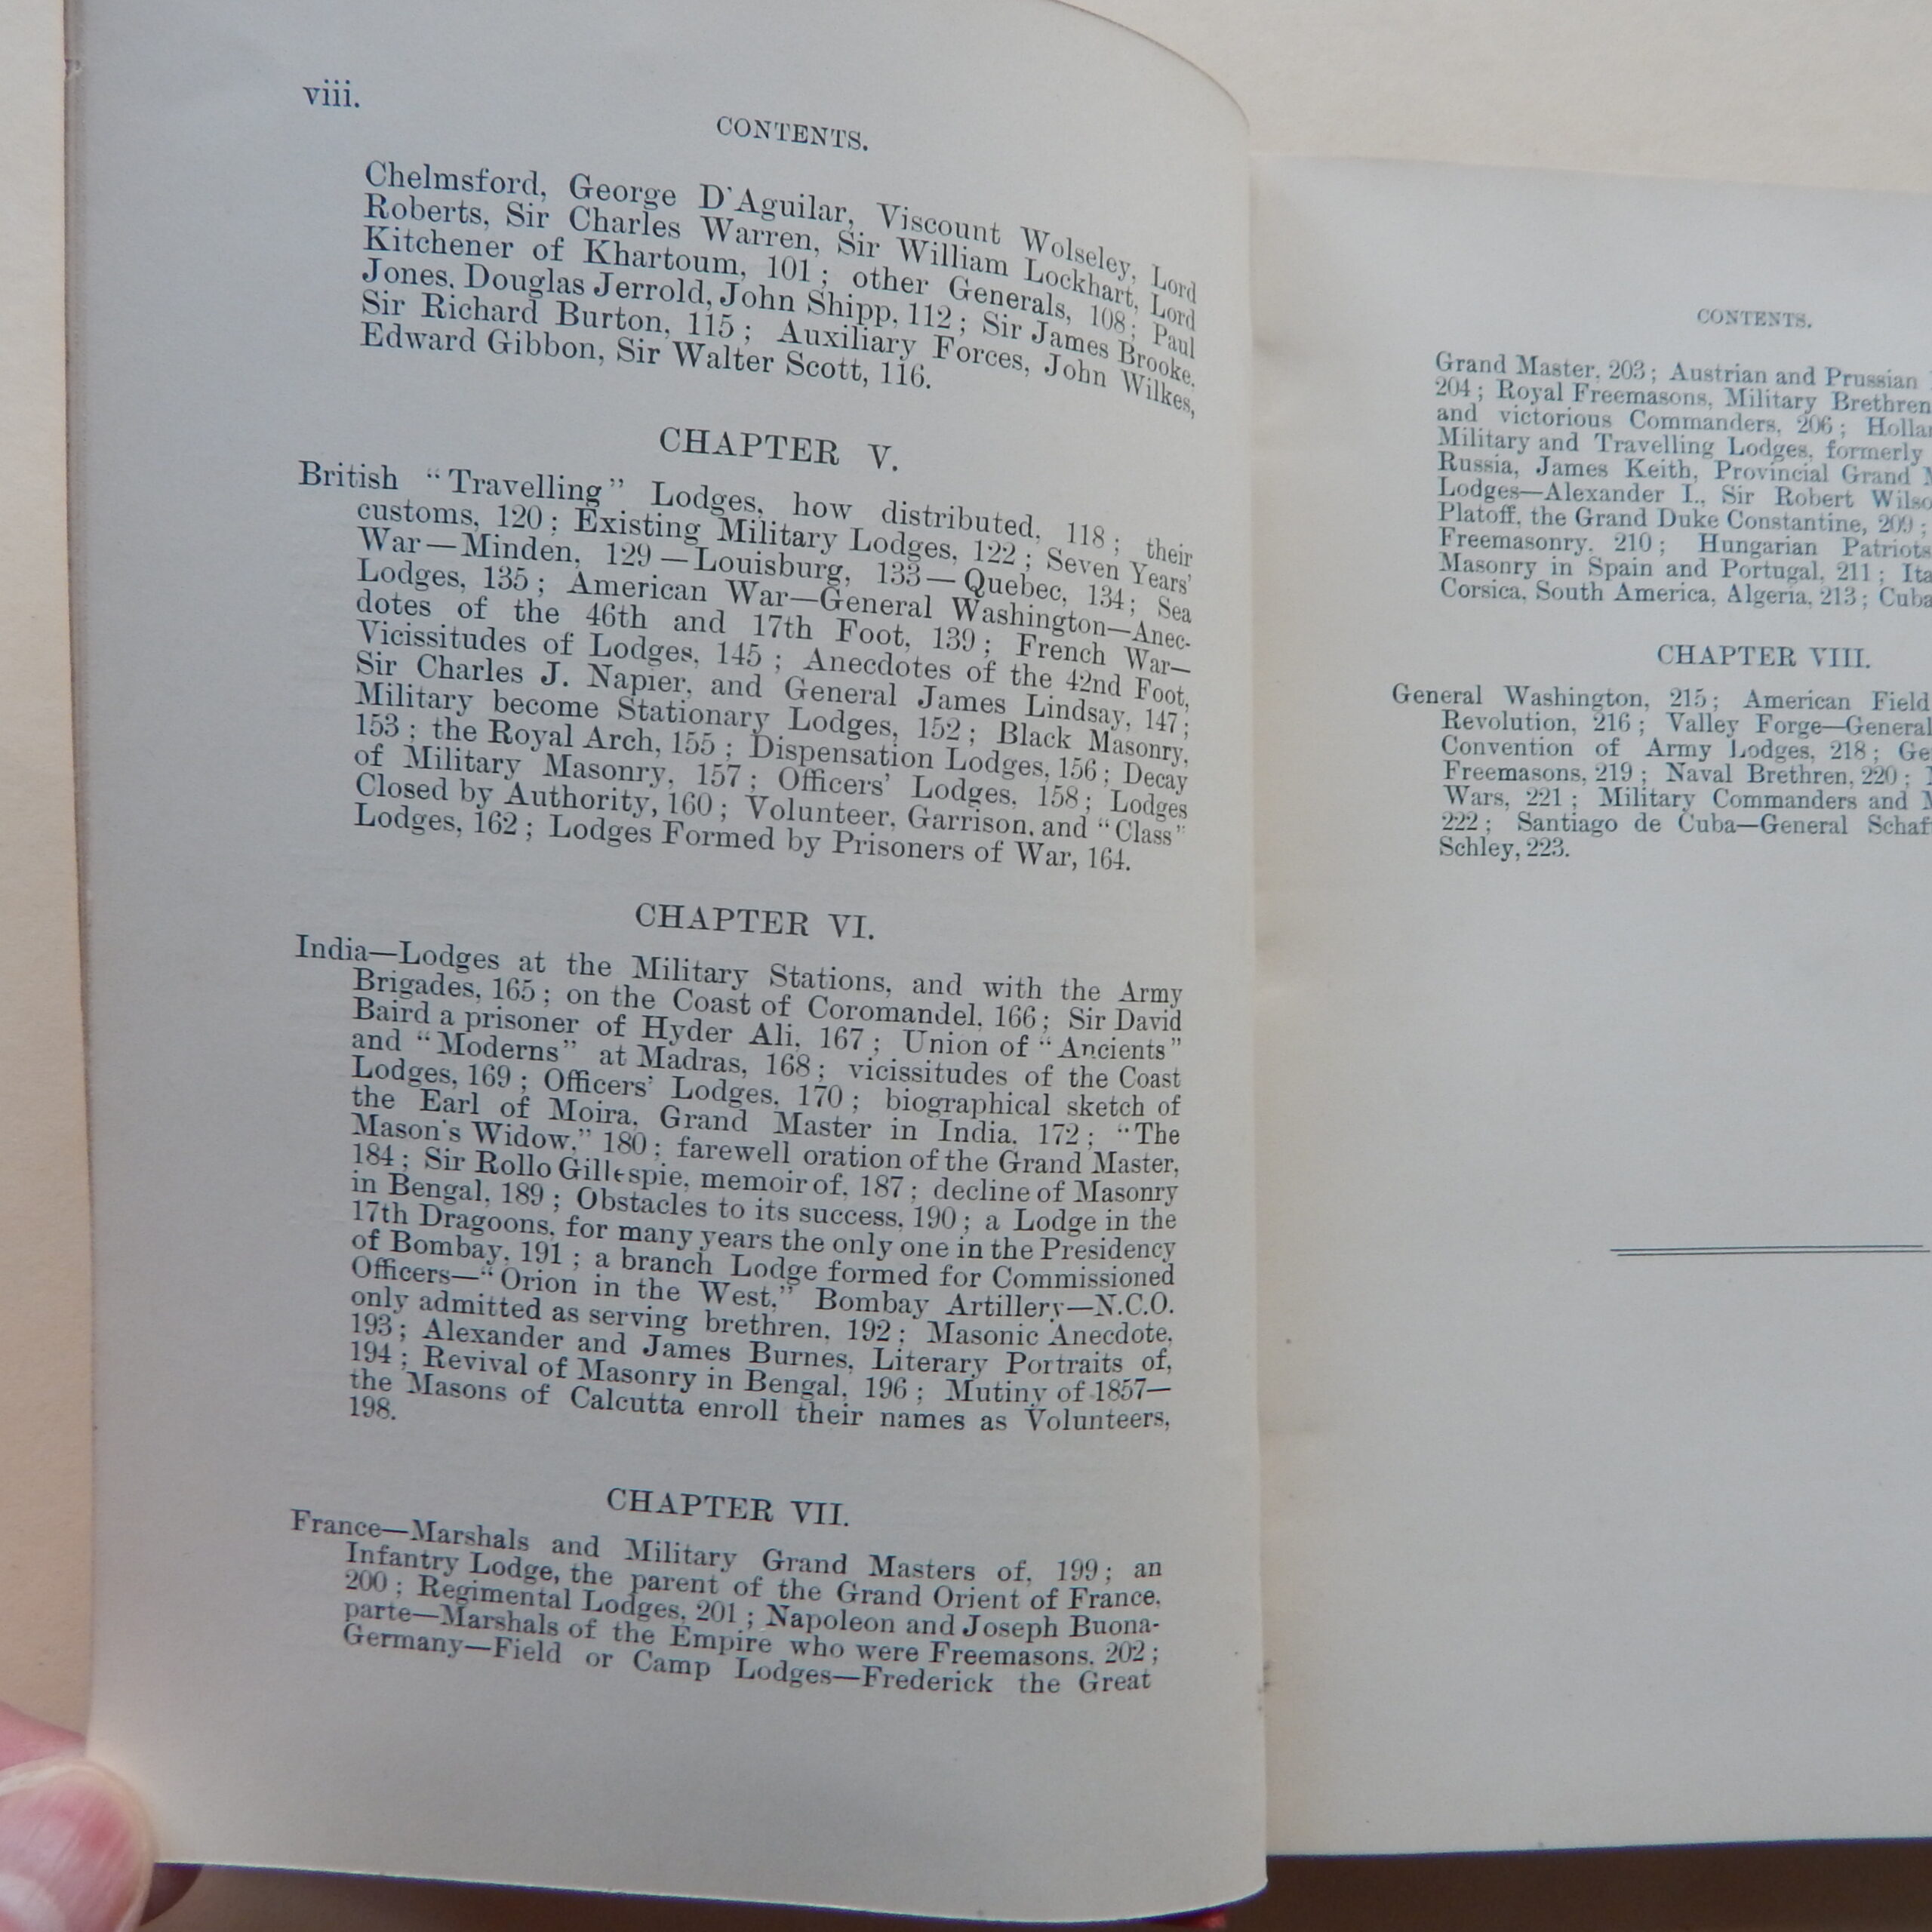 viii.
CONTENTS.
Chelmsford, George D'Aguilar, Viscount Wolseley, Lord
Roberts, Sir Charles Warren, Sir William Lockhart, Lord
Kitchener of Khartoum, 101; other Generals, 108; Paul
Jones, Douglas Jerrold, John Shipp, 112; Sir James Brooke,
Sir Richard Burton, 115; Auxiliary Forces, John Wilkes,
Edward Gibbon, Sir Walter Scott, 116.
CHAPTER V.
British “Travelling” Lodges, how distributed, 118; their
customs, 120; Existing Military Lodges, 122; Seven Years'
War—Minden, 129—Louisburg, 133—Quebec, 134; Sea
Lodges, 135; American War—General Washington—Anec-
dotes of the 46th and 17th Foot, 139; French War—
Vicissitudes of Lodges, 145; Anecdotes of the 42nd Foot,
Sir Charles J. Napier, and General James Lindsay, 147;
Military become Stationary Lodges, 152; Black Masonry,
153; the Royal Arch, 155; Dispensation Lodges, 156; Decay
of Military Masonry, 157; Officers' Lodges, 158; Lodges
Closed by Authority, 160; Volunteer, Garrison, and “Class”
Lodges, 162; Lodges Formed by Prisoners of War, 164.
CHAPTER VI.
India—Lodges at the Military Stations, and with the Army
Brigades, 165; on the Coast of Coromandel, 166; Sir David
Baird a prisoner of Hyder Ali, 167; Union of “Ancients”
and “Moderns” at Madras, 168; vicissitudes of the Coast
Lodges, 169; Officers' Lodges, 170; biographical sketch of
the Earl of Moira, Grand Master in India, 172; “The
Mason's Widow,” 180; farewell oration of the Grand Master,
184; Sir Rollo Gillespie, memoir of, 187; decline of Masonry
in Bengal, 189; Obstacles to its success, 190; a Lodge in the
17th Dragoons, for many years the only one in the Presidency
of Bombay, 191; a branch Lodge formed for Commissioned
Officers—“Orion in the West,” Bombay Artillery—N.C.O.
only admitted as serving brethren, 192; Masonic Anecdote,
193; Alexander and James Burnes, Literary Portraits of,
194; Revival of Masonry in Bengal, 196; Mutiny of 1857—
the Masons of Calcutta enroll their names as Volunteers,
198.
CHAPTER VII.
France—Marshals and Military Grand Masters of, 199; an
Infantry Lodge, the parent of the Grand Orient of France,
200; Regimental Lodges, 201; Napoleon and Joseph Buona-
parte—Marshals of the Empire who were Freemasons, 202;
Germany—Field or Camp Lodges—Frederick the Great
CONTENTS.
Grand Master, 203; Austrian and Prussian
204; Royal Freemasons, Military Brethren
and victorious Commanders, 206;
Military and Travelling Lodges, formerly
Russia, James Keith, Provincial Grand
Lodges—Alexander I., Sir Robert
Platoff, the Grand Duke Constantine, 209;
Freemasonry, 210; Hungarian Patriots
Masonry in Spain and Portugal, 211;
Corsica, South America, Algeria, 213; Cuba
CHAPTER VIII.
General Washington, 215; American Field
Revolution, 216; Valley Forge—General
Convention of Army Lodges, 218;
Freemasons, 219; Naval Brethren, 220;
Wars, 221; Military Commanders and
222; Santiago de Cuba—General
Schley, 223.